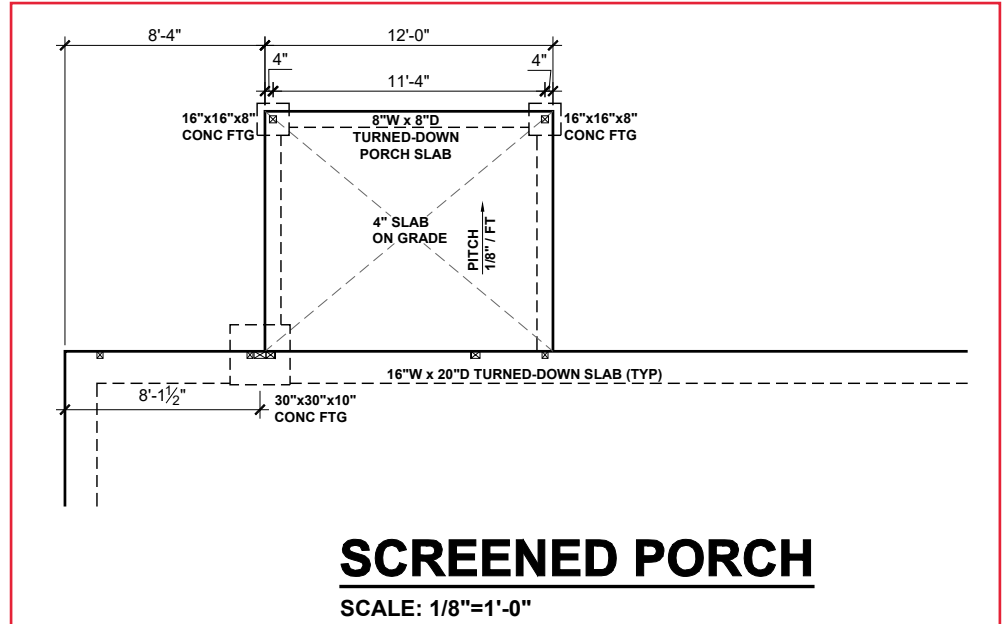 8'-4"
12'-0"
4"
4"
11'-4"
16"x16"x8"
CONC FTG
8"W x 8"D
TURNED-DOWN
PORCH SLAB
16"x16"x8"
CONC FTG
4" SLAB
ON GRADE
PITCH
1/8" / FT
16"W x 20"D TURNED-DOWN SLAB (TYP)
8'-1½"
30"x30"x10"
CONC FTG
SCREENED PORCH
SCALE: 1/8"=1'-0"